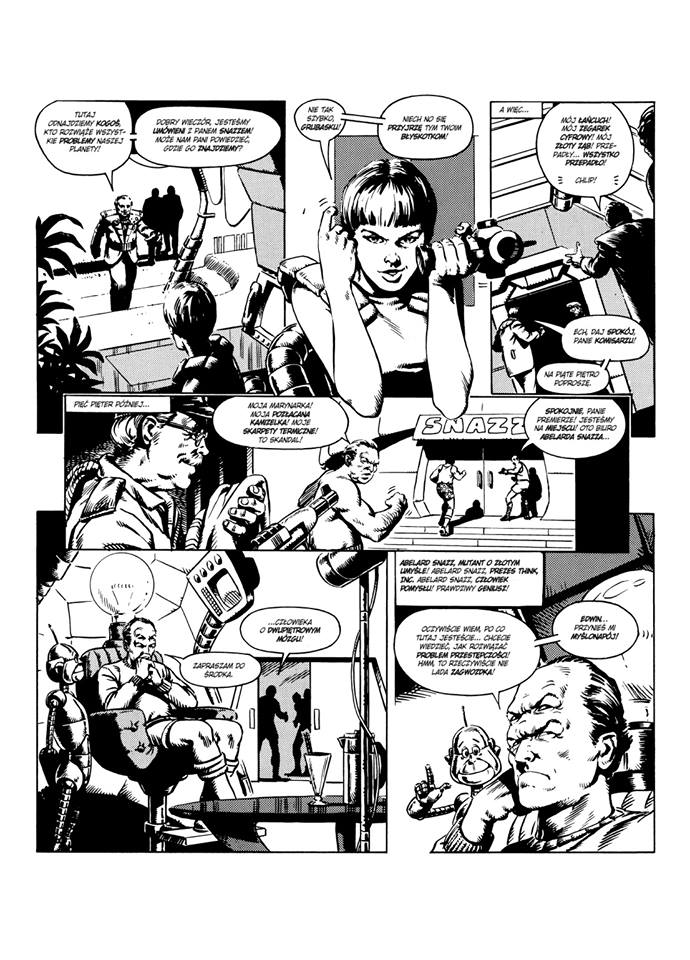 TUTAJ
ODNAJDZIEMY KOGOŚ,
KTO ROZWIĄŻE WSZYST-
KIE PROBLEMY NASZEJ
PLANETY!
DOBRY WIECZÓR, JESTEŚMY
UMÓWIENI Z PANEM SNAZZEM!
MOŻE NAM PANI POWIEDZIEĆ,
GDZIE GO ZNAJDZIEMY?
NIE TAK
SZYBKO,
GRUBASKU!
NIECH NO SIĘ
PRZYJRZĘ TYM TWOIM
BŁYSKOTKOM!
A WIĘC...
MÓJ ŁAŃCUCH!
MÓJ ZEGAREK
CYFROWY! MÓJ
ZŁOTY ZĄB! PRZE-
PADŁY... WSZYSTKO
PRZEPADŁO!
CHLIP!
ECH, DAJ SPOKÓJ,
PANIE KOMISARZU!
NA PIĄTE PIĘTRO
POPROSZĘ.
PIĘĆ PIĘTER PÓŹNIEJ...
MOJA MARYNARKA!
MOJA POZŁACANA
KAMIZELKA! MOJE
SKARPETY TERMICZNE!
TO SKANDAL!
SNAZZ
SPOKOJNIE, PANIE
PREMIERZE! JESTEŚMY
NA MIEJSCU! OTO BIURO
ABELARDA SNAZZA...
...CZŁOWIEKA
O DWUPIĘTROWYM
MÓZGU!
ZAPRASZAM DO
ŚRODKA.
ABELARD SNAZZ, MUTANT O ZŁOTYM
UMYŚLE! ABELARD SNAZZ, PREZES THINK,
INC. ABELARD SNAZZ, CZŁOWIEK
POMYSŁU! PRAWDZIWY GENIUSZ!
OCZYWIŚCIE WIEM, PO CO
TUTAJ JESTEŚCIE... CHCECIE
WIEDZIEĆ, JAK ROZWIĄZAĆ
PROBLEM PRZESTĘPCZOŚCI!
HMM, TO RZECZYWIŚCIE NIE
LADA ZAGWOZDKA!
EDWIN...
PRZYNIEŚ MI
MYŚLONAPÓJ!